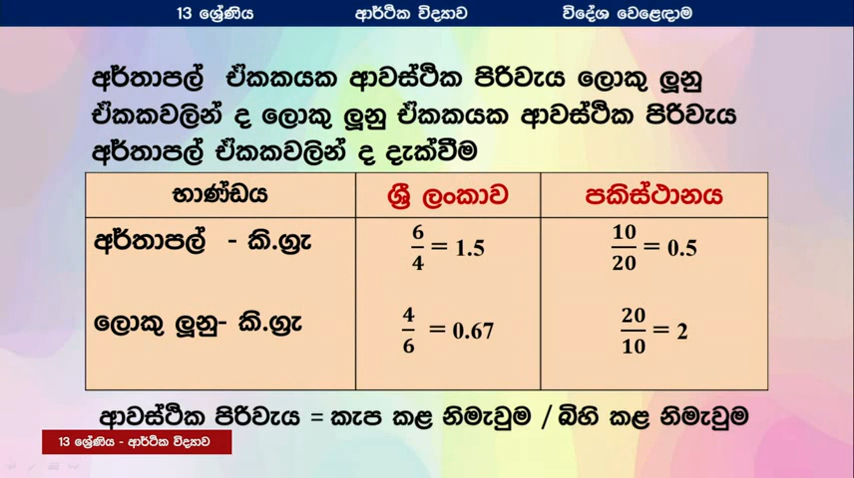 13 ශ්‍රේණිය ආර්ථික විද්‍යාව විදේශ වෙළෙඳාම
අර්තාපල් ඒකකයක ආවස්ථික පිරිවැය ලොකු ලූනු
ඒකකවලින් ද ලොකු ලූනු ඒකකයක ආවස්ථික පිරිවැය
අර්තාපල් ඒකකවලින් ද දැක්වීම
භාණ්ඩය ශ්‍රී ලංකාව පකිස්ථානය
අර්තාපල් - කි.ග්‍රැ 6/4 = 1.5 10/20 = 0.5
ලොකු ලූනු- කි.ග්‍රැ 4/6 = 0.67 20/10 = 2
ආවස්ථික පිරිවැය = කැප කළ නිමැවුම / බිහි කළ නිමැවුම
13 ශ්‍රේණිය - ආර්ථික විද්‍යාව